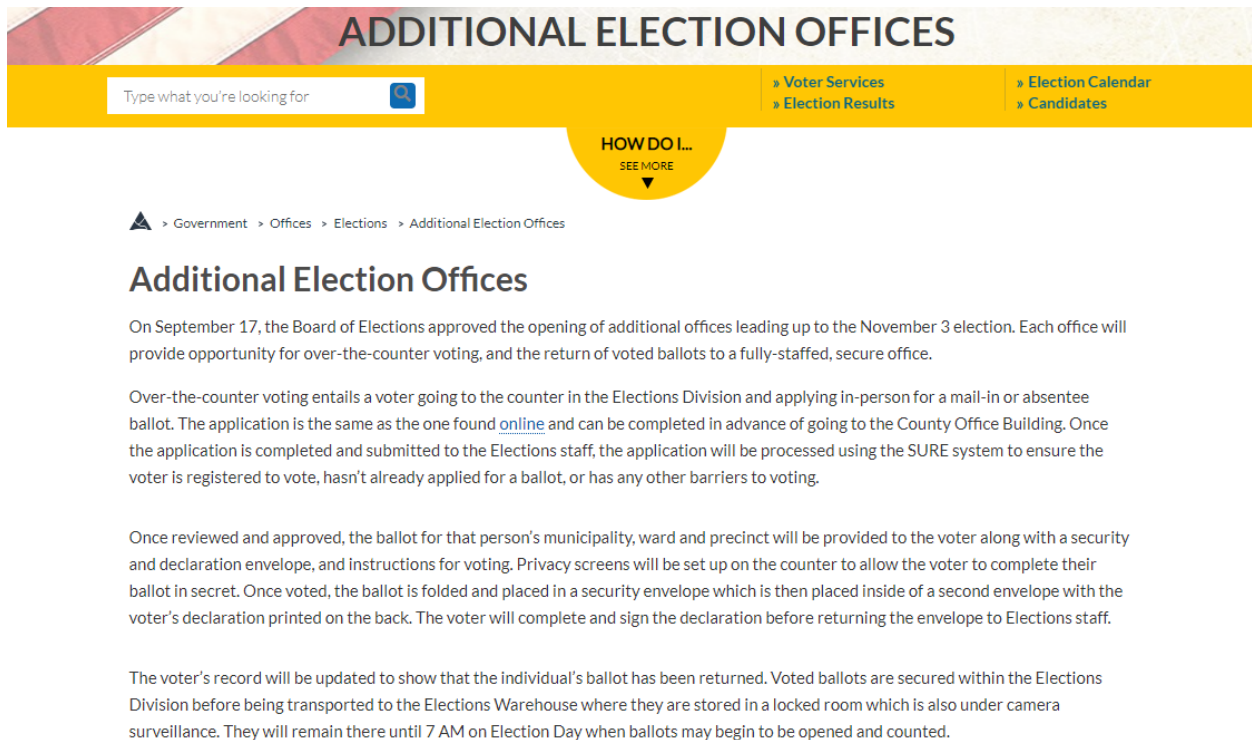 ADDITIONAL ELECTION OFFICES
Type what you're looking for
» Voter Services
» Election Results
» Election Calendar
» Candidates
HOW DO I...
SEE MORE
> Government > Offices > Elections > Additional Election Offices
Additional Election Offices
On September 17, the Board of Elections approved the opening of additional offices leading up to the November 3 election. Each office will
provide opportunity for over-the-counter voting, and the return of voted ballots to a fully-staffed, secure office.
Over-the-counter voting entails a voter going to the counter in the Elections Division and applying in-person for a mail-in or absentee
ballot. The application is the same as the one found online and can be completed in advance of going to the County Office Building. Once
the application is completed and submitted to the Elections staff, the application will be processed using the SURE system to ensure the
voter is registered to vote, hasn't already applied for a ballot, or has any other barriers to voting.
Once reviewed and approved, the ballot for that person's municipality, ward and precinct will be provided to the voter along with a security
and declaration envelope, and instructions for voting. Privacy screens will be set up on the counter to allow the voter to complete their
ballot in secret. Once voted, the ballot is folded and placed in a security envelope which is then placed inside of a second envelope with the
voter's declaration printed on the back. The voter will complete and sign the declaration before returning the envelope to Elections staff.
The voter's record will be updated to show that the individual's ballot has been returned. Voted ballots are secured within the Elections
Division before being transported to the Elections Warehouse where they are stored in a locked room which is also under camera
surveillance. They will remain there until 7 AM on Election Day when ballots may begin to be opened and counted.